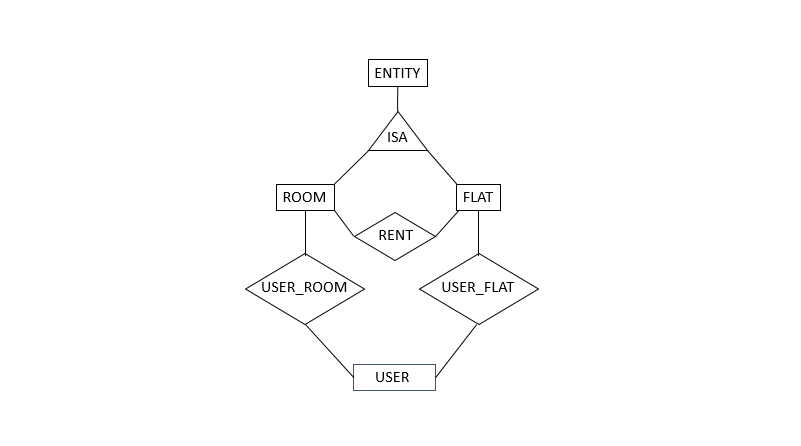 ENTITY
ISA
ROOM
FLAT
RENT
USER_ROOM
USER_FLAT
USER